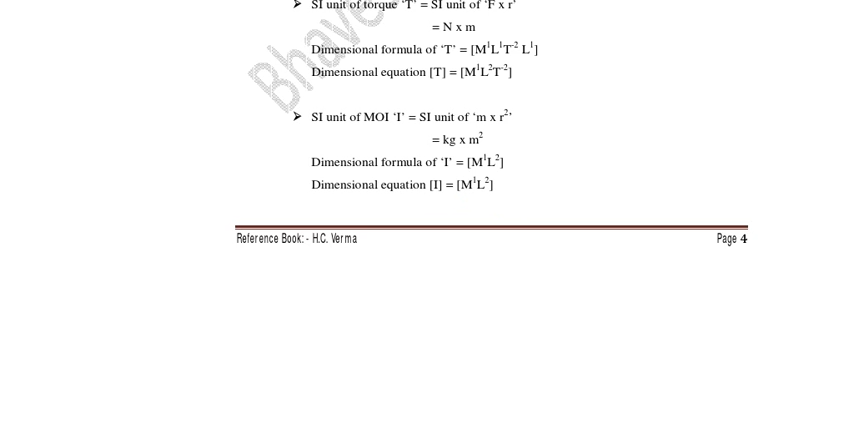 ➢ SI unit of torque ‘T’ = SI unit of ‘F x r’
= N x m
Dimensional formula of ‘T’ = [M¹L¹T⁻² L¹]
Dimensional equation [T] = [M¹L²T⁻²]
➢ SI unit of MOI ‘I’ = SI unit of ‘m x r²’
= kg x m²
Dimensional formula of ‘I’ = [M¹L²]
Dimensional equation [I] = [M¹L²]
Reference Book: - H.C. Verma Page 4
Bhave